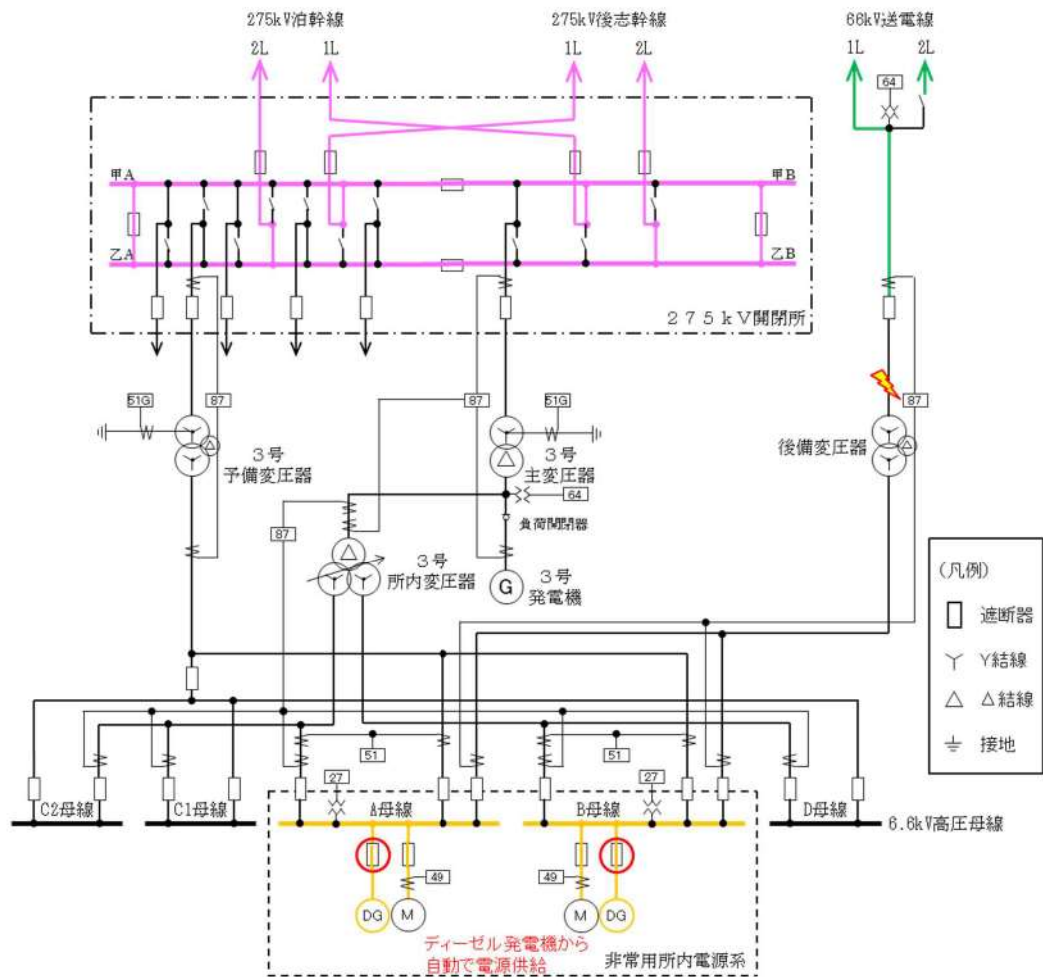 275kV泊幹線
275kV後志幹線
66kV送電線
2L
1L
1L
2L
1L
2L
64
甲A
甲B
乙A
乙B
275kV開閉所
51G
87
51G
87
87
3号
予備変圧器
3号
主変圧器
後備変圧器
64
87
負荷開閉器
3号
所内変圧器
G
3号
発電機
(凡例)
遮断器
Y結線
△結線
接地
51
51
27
27
C2母線
C1母線
A母線
B母線
D母線
6.6kV高圧母線
49
49
DG
M
M
DG
ディーゼル発電機から
自動で電源供給
非常用所内電源系